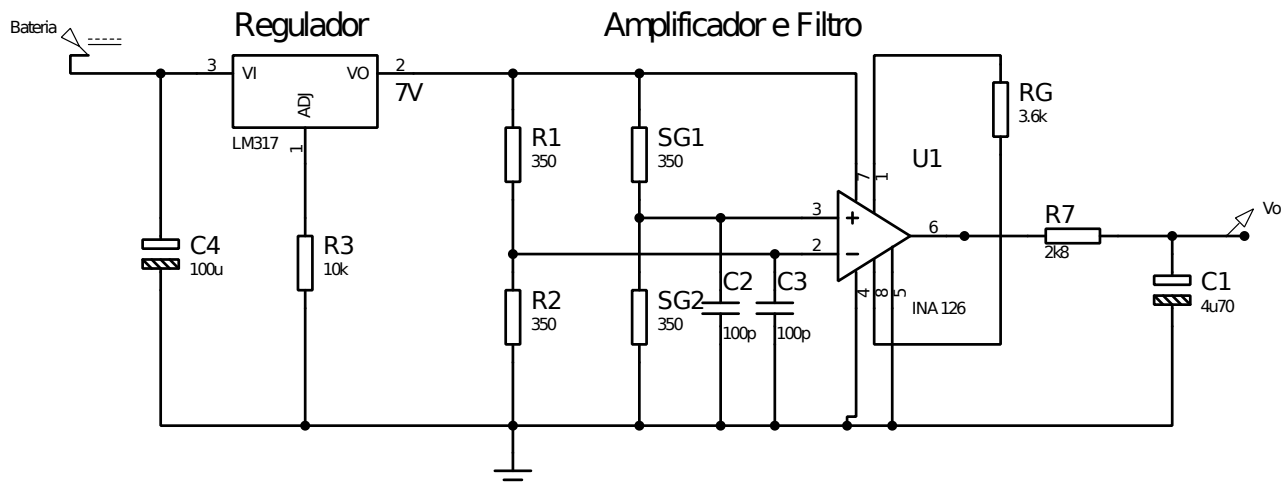 Regulador
Amplificador e Filtro
Bateria
3
VI
VO
2
7V
ADJ
LM317
1
C4
100u
R3
10k
R1
350
SG1
350
R2
350
SG2
350
C2
100p
C3
100p
U1
7
1
3
2
6
4
8
5
INA 126
RG
3.6k
R7
2k8
Vo
C1
4u70